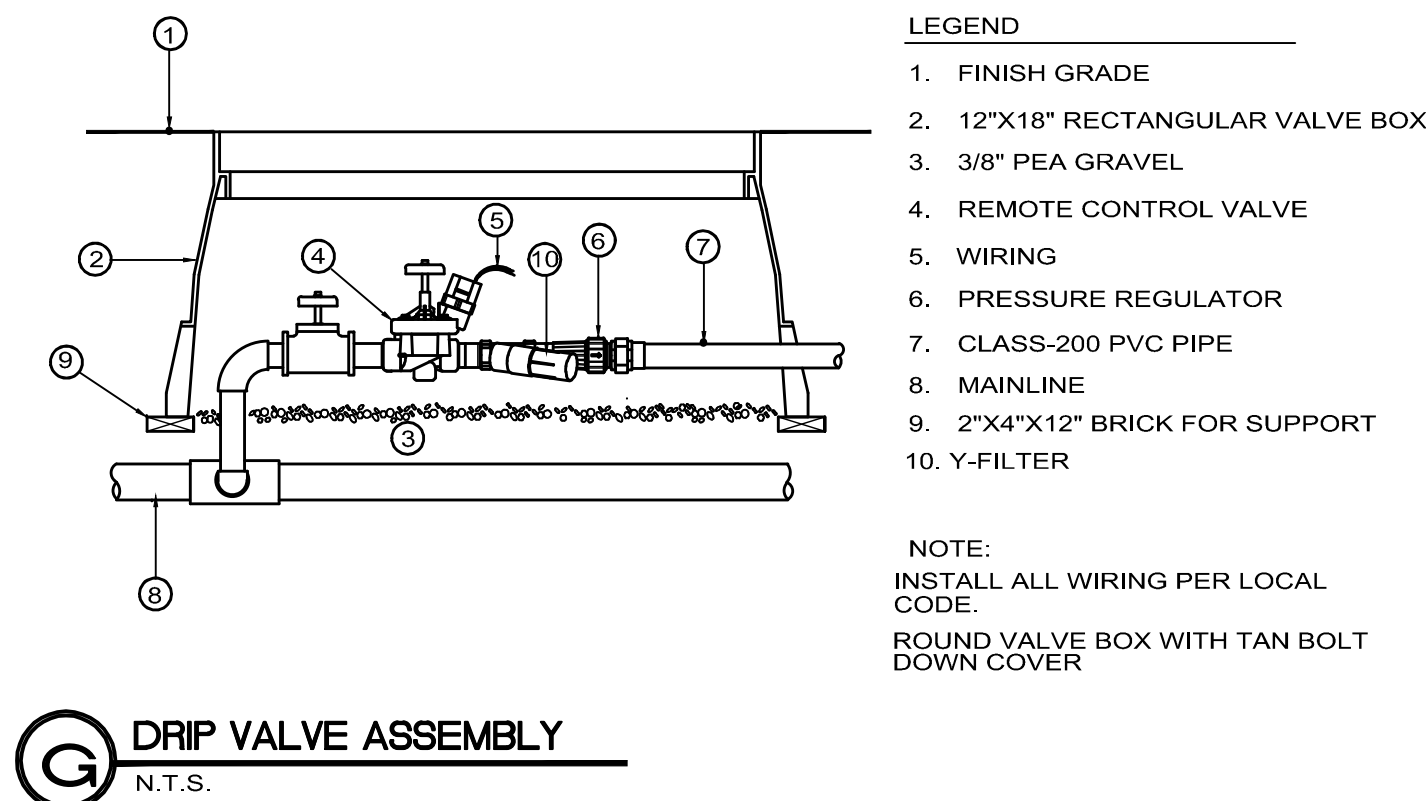 LEGEND
1. FINISH GRADE
2. 12"X18" RECTANGULAR VALVE BOX
3. 3/8" PEA GRAVEL
4. REMOTE CONTROL VALVE
5. WIRING
6. PRESSURE REGULATOR
7. CLASS-200 PVC PIPE
8. MAINLINE
9. 2"X4"X12" BRICK FOR SUPPORT
10. Y-FILTER
NOTE:
INSTALL ALL WIRING PER LOCAL
CODE.
ROUND VALVE BOX WITH TAN BOLT
DOWN COVER
1
2
5
6
7
4
10
9
3
8
G
DRIP VALVE ASSEMBLY
N.T.S.